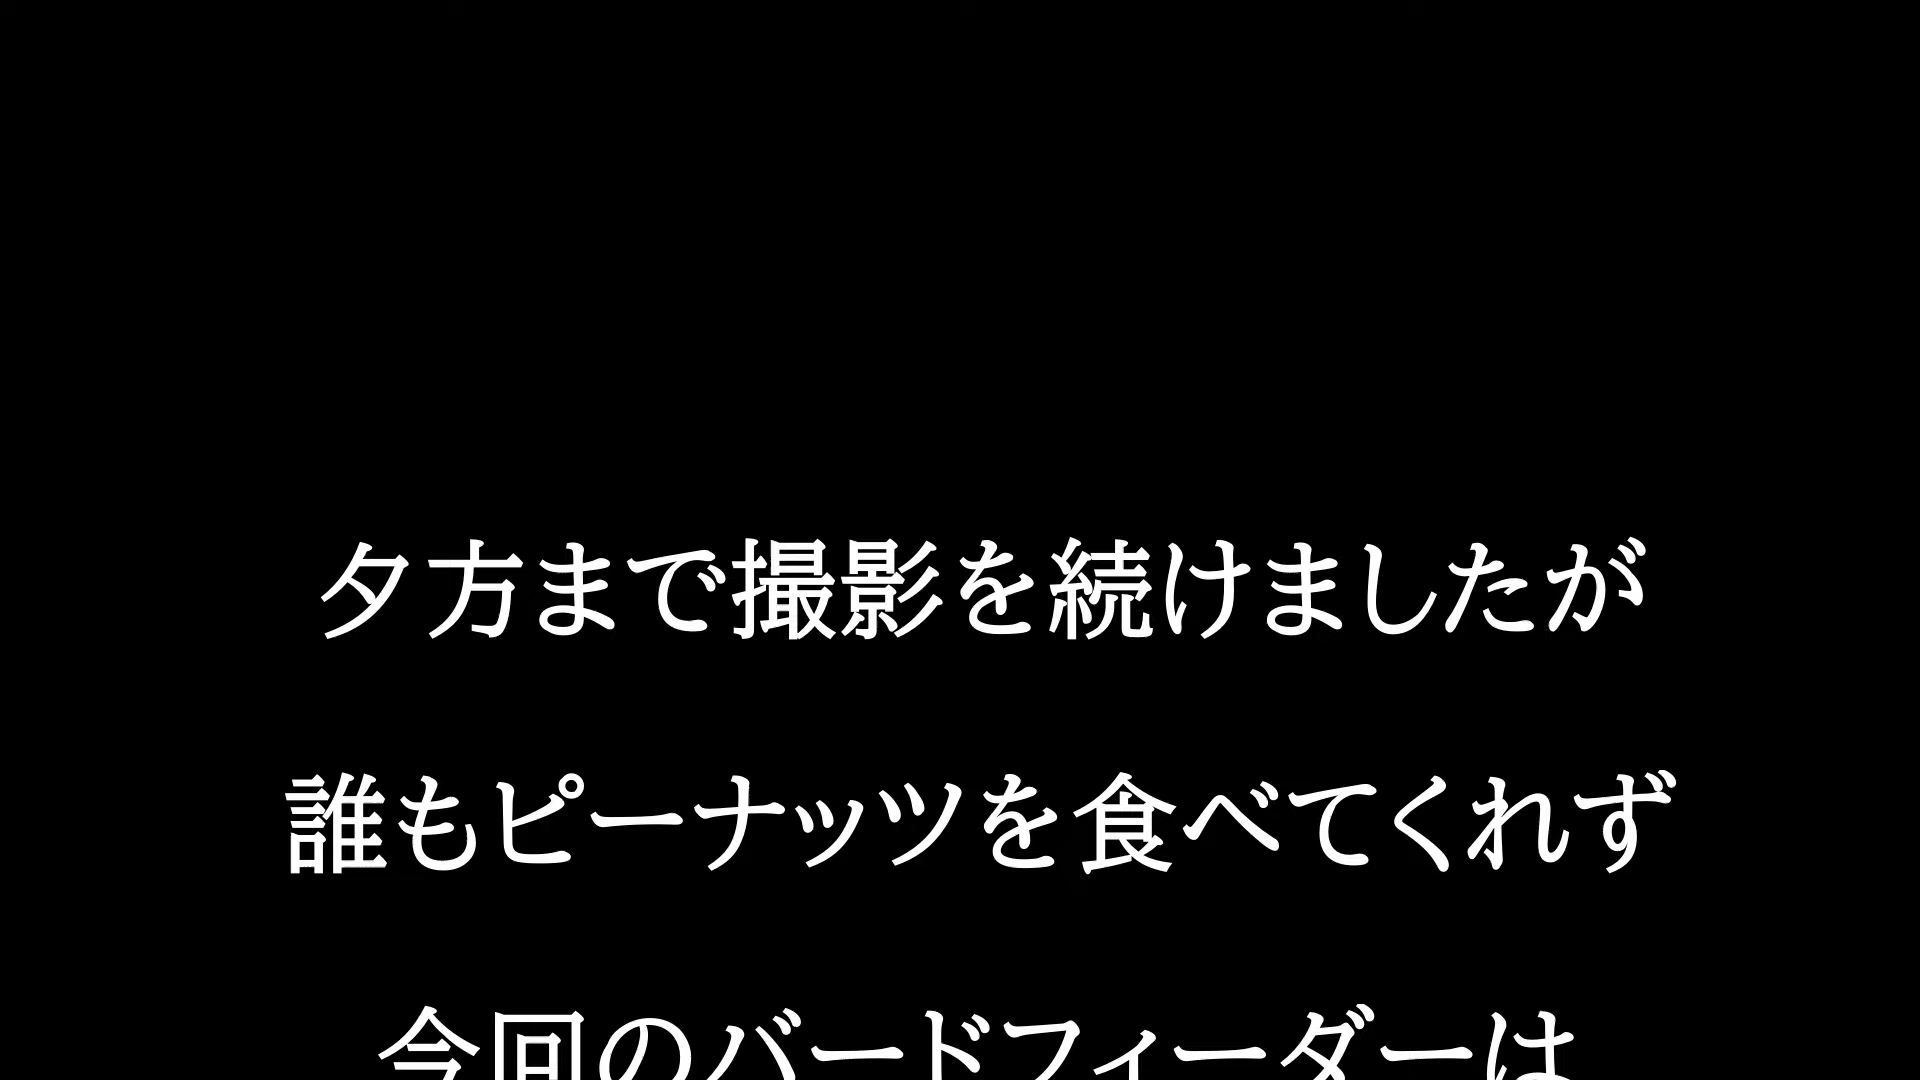 夕方まで撮影を続けましたが
誰もピーナッツを食べてくれず
今回のバードフィーダーは